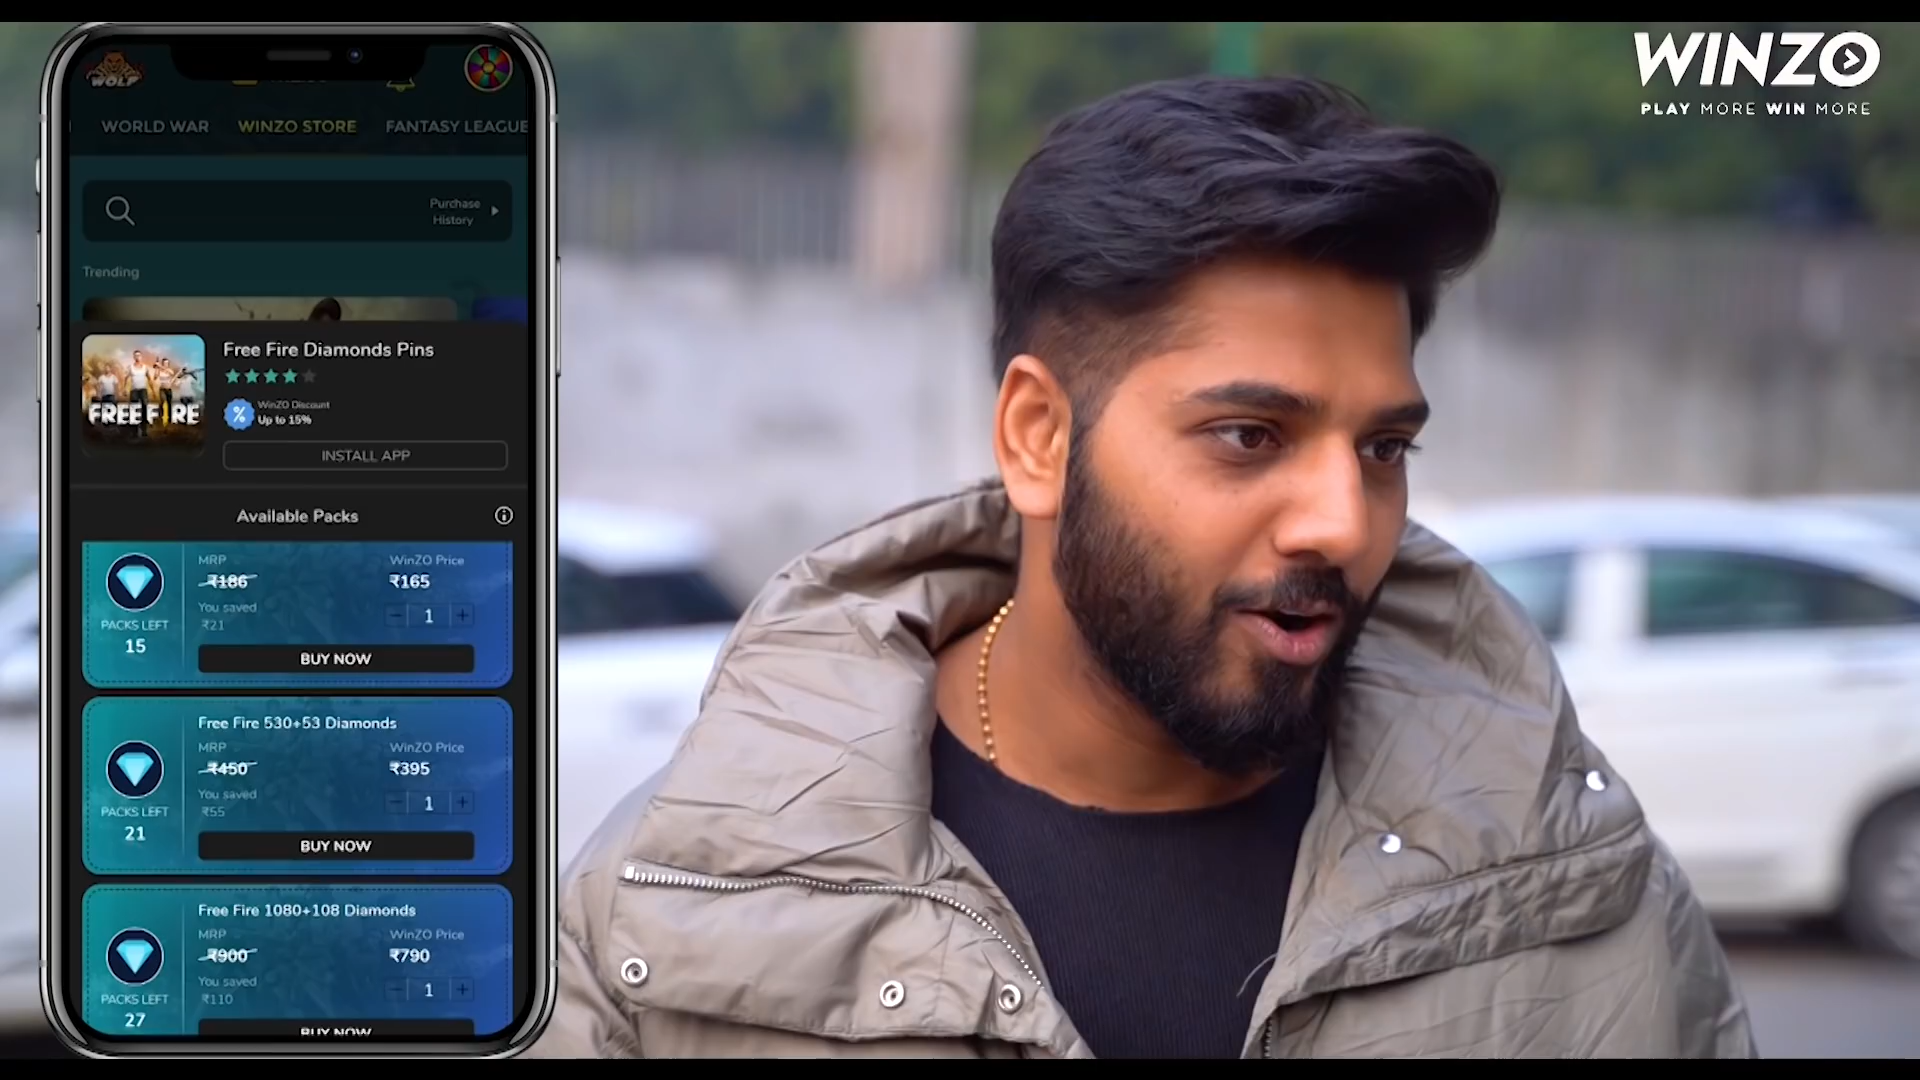 WINZO
PLAY MORE WIN MORE
WOLF
WORLD WAR
WINZO STORE
FANTASY LEAGUE
Purchase
History
Trending
FREE FIRE
Free Fire Diamonds Pins
WinZO Discount
% Up to 15%
INSTALL APP
Available Packs
MRP
WinZO Price
₹186
₹165
You saved
₹21
PACKS LEFT
15
- 1 +
BUY NOW
Free Fire 530+53 Diamonds
MRP
WinZO Price
₹450
₹395
You saved
₹55
PACKS LEFT
21
- 1 +
BUY NOW
Free Fire 1080+108 Diamonds
MRP
WinZO Price
₹900
₹790
You saved
₹110
PACKS LEFT
27
- 1 +
BUY NOW